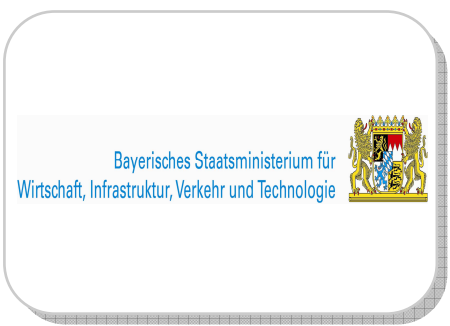 Bayerisches Staatsministerium für
Wirtschaft, Infrastruktur, Verkehr und Technologie